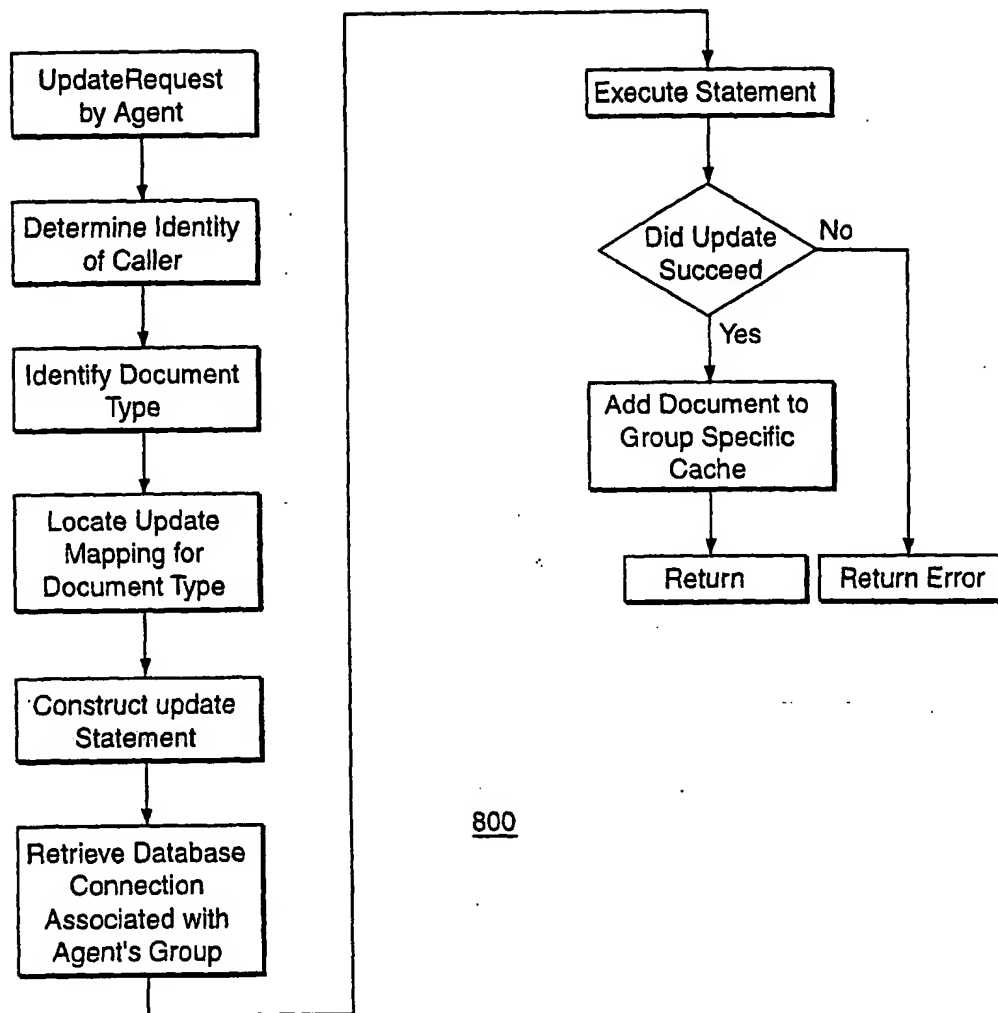 UpdateRequest
by Agent
Determine Identity
of Caller
Identify Document
Type
Locate Update
Mapping for
Document Type
Construct update
Statement
Retrieve Database
Connection
Associated with
Agent's Group
Execute Statement
Did Update
Succeed
No
Yes
Add Document to
Group Specific
Cache
Return
Return Error
800